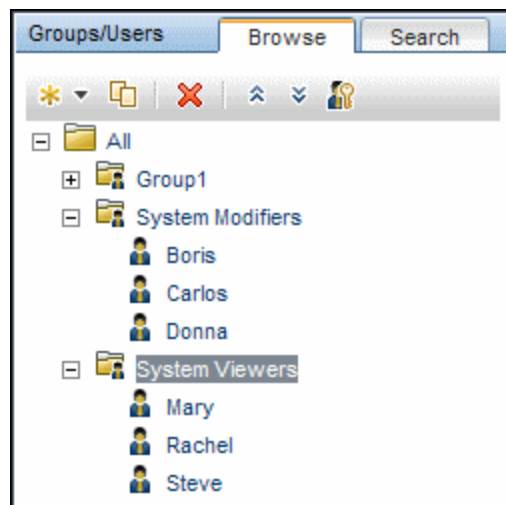 Groups/Users Browse Search
All
Group1
System Modifiers
Boris
Carlos
Donna
System Viewers
Mary
Rachel
Steve